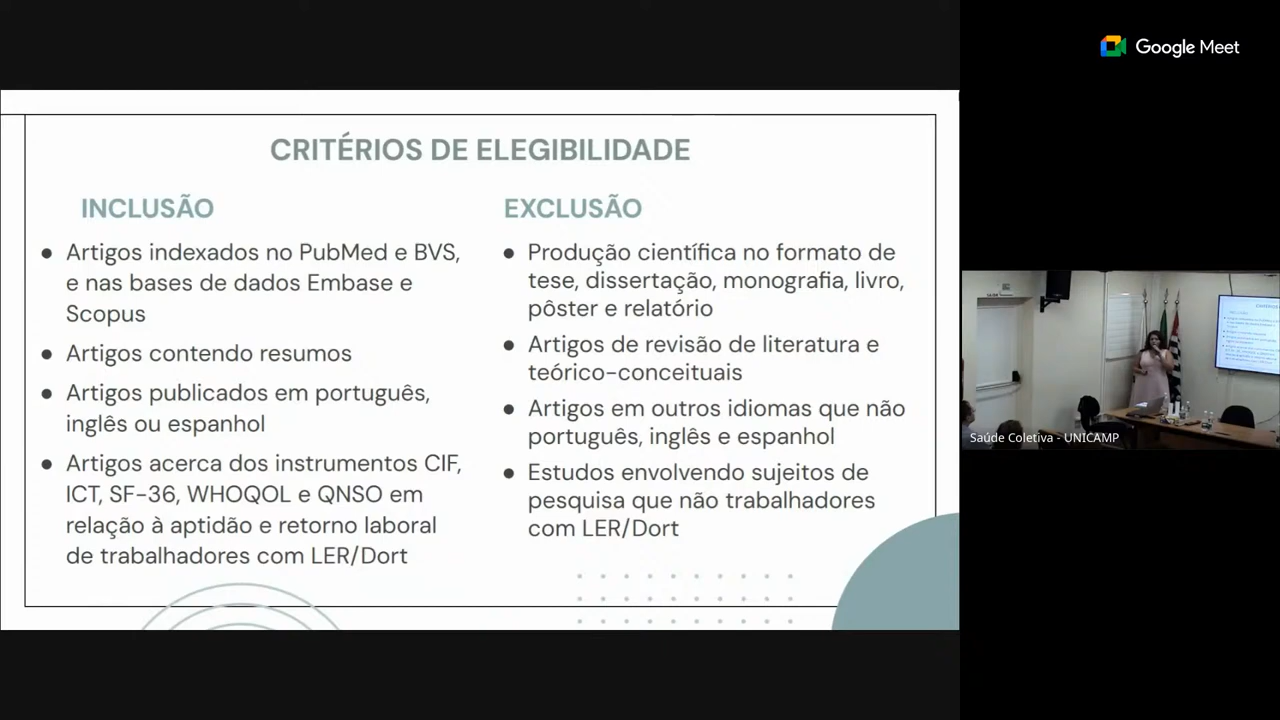 Google Meet
CRITÉRIOS DE ELEGIBILIDADE
INCLUSÃO
● Artigos indexados no PubMed e BVS,
e nas bases de dados Embase e
Scopus
● Artigos contendo resumos
● Artigos publicados em português,
inglês ou espanhol
● Artigos acerca dos instrumentos CIF,
ICT, SF-36, WHOQOL e QNSO em
relação à aptidão e retorno laboral
de trabalhadores com LER/Dort
EXCLUSÃO
● Produção científica no formato de
tese, dissertação, monografia, livro,
pôster e relatório
● Artigos de revisão de literatura e
teórico-conceituais
● Artigos em outros idiomas que não
português, inglês e espanhol
● Estudos envolvendo sujeitos de
pesquisa que não trabalhadores
com LER/Dort
Saúde Coletiva - UNICAMP